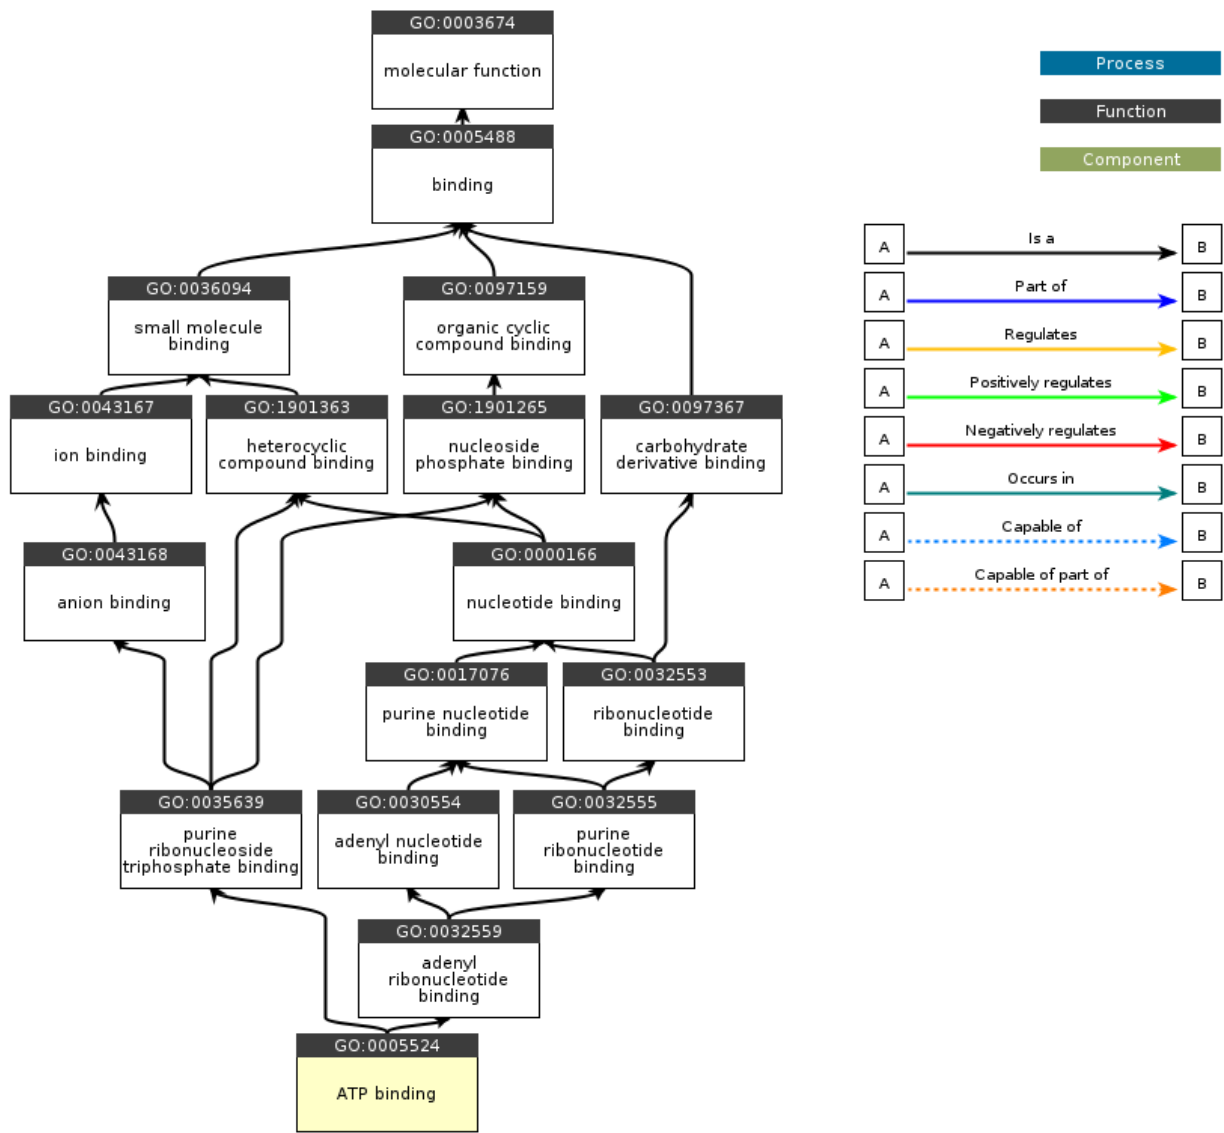 GO:0003674
molecular function
GO:0005488
binding
GO:0036094
small molecule
binding
GO:0097159
organic cyclic
compound binding
GO:0043167
ion binding
GO:1901363
heterocyclic
compound binding
GO:1901265
nucleoside
phosphate binding
GO:0097367
carbohydrate
derivative binding
GO:0043168
anion binding
GO:0000166
nucleotide binding
GO:0017076
purine nucleotide
binding
GO:0032553
ribonucleotide
binding
GO:0035639
purine
ribonucleoside
triphosphate binding
GO:0030554
adenyl nucleotide
binding
GO:0032555
purine
ribonucleotide
binding
GO:0032559
adenyl
ribonucleotide
binding
GO:0005524
ATP binding
Process
Function
Component
A Is a B
A Part of B
A Regulates B
A Positively regulates B
A Negatively regulates B
A Occurs in B
A Capable of B
A Capable of part of B